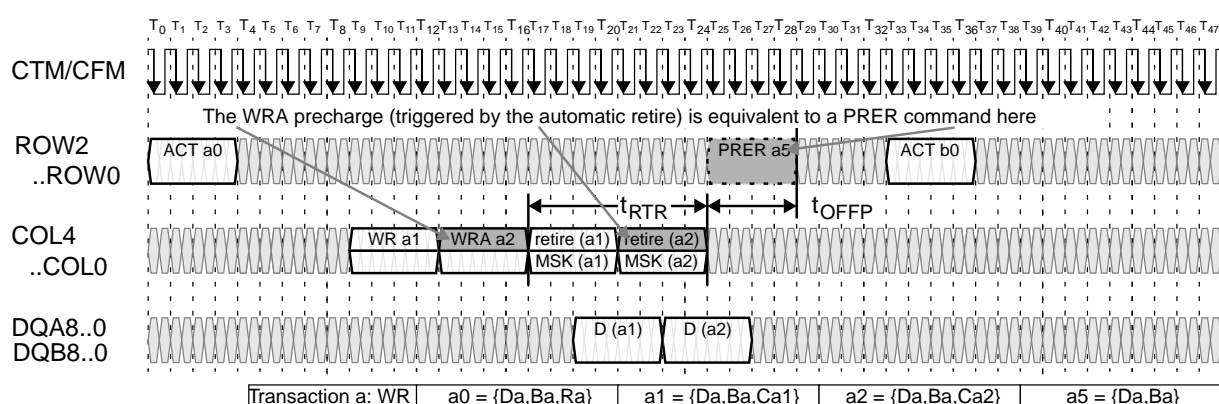 T0 T1 T2 T3 T4 T5 T6 T7 T8 T9 T10 T11 T12 T13 T14 T15 T16 T17 T18 T19 T20 T21 T22 T23 T24 T25 T26 T27 T28 T29 T30 T31 T32 T33 T34 T35 T36 T37 T38 T39 T40 T41 T42 T43 T44 T45 T46 T47
CTM/CFM
The WRA precharge (triggered by the automatic retire) is equivalent to a PRER command here
ROW2
..ROW0
ACT a0
PRER a5
ACT b0
tRTR
tOFFP
COL4
..COL0
WR a1
WRA a2
retire (a1)
retire (a2)
MSK (a1)
MSK (a2)
DQA8..0
DQB8..0
D (a1)
D (a2)
Transaction a: WR
a0 = {Da,Ba,Ra}
a1 = {Da,Ba,Ca1}
a2 = {Da,Ba,Ca2}
a5 = {Da,Ba}